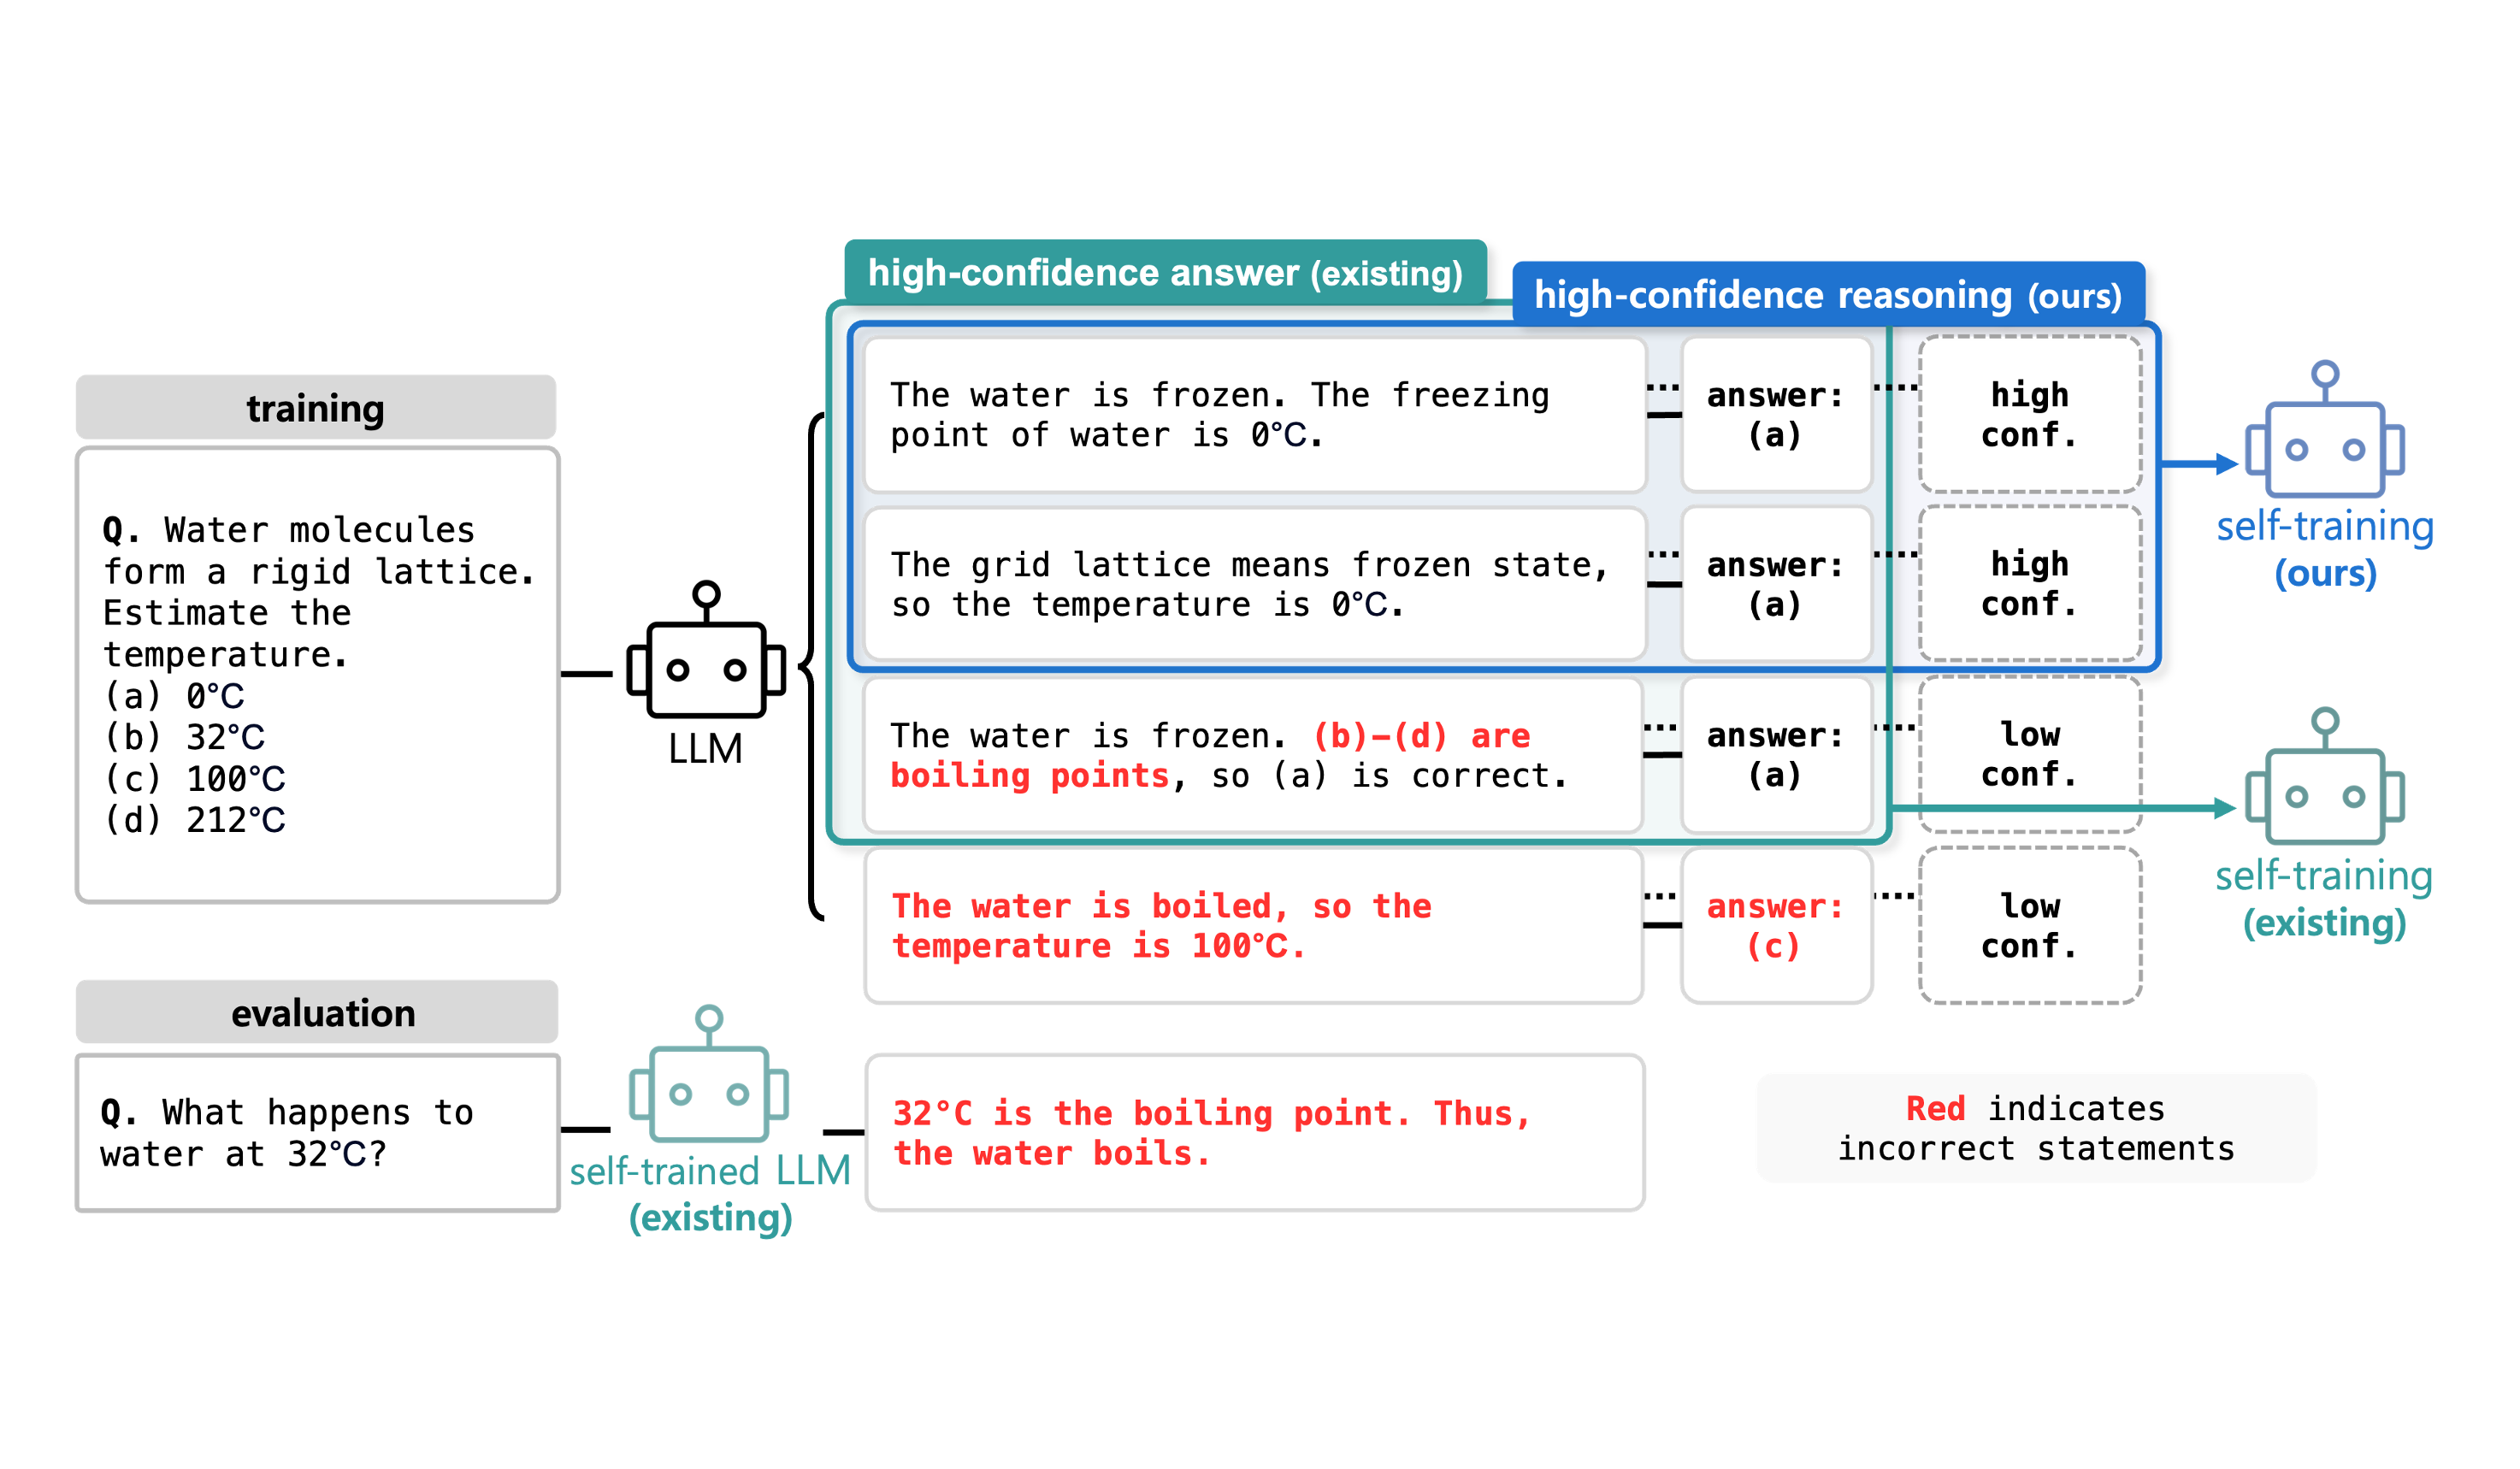 high-confidence answer (existing)
high-confidence reasoning (ours)
training
Q. Water molecules
form a rigid lattice.
Estimate the
temperature.
(a) 0°C
(b) 32°C
(c) 100°C
(d) 212°C
LLM
The water is frozen. The freezing
point of water is 0°C.
answer:
(a)
high
conf.
The grid lattice means frozen state,
so the temperature is 0°C.
answer:
(a)
high
conf.
The water is frozen. (b)–(d) are
boiling points, so (a) is correct.
answer:
(a)
low
conf.
The water is boiled, so the
temperature is 100°C.
answer:
(c)
low
conf.
self-training
(ours)
self-training
(existing)
evaluation
Q. What happens to
water at 32°C?
self-trained LLM
(existing)
32°C is the boiling point. Thus,
the water boils.
Red indicates
incorrect statements